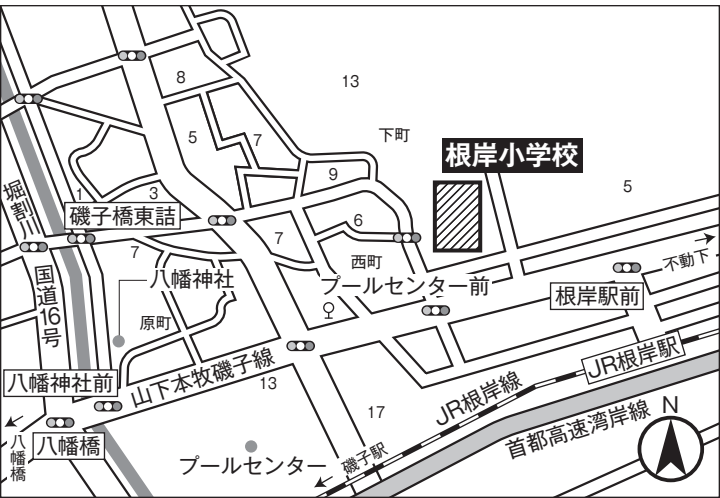 8
13
下町
5
7
根岸小学校
9
5
1
3
堀割川
磯子橋東詰
6
7
7
西町
不動下
国道16号
八幡神社
プールセンター前
根岸駅前
原町
八幡神社前
山下本牧磯子線
13
JR根岸線
JR根岸駅
17
首都高速湾岸線
N
八幡橋
八幡橋
プールセンター
磯子駅